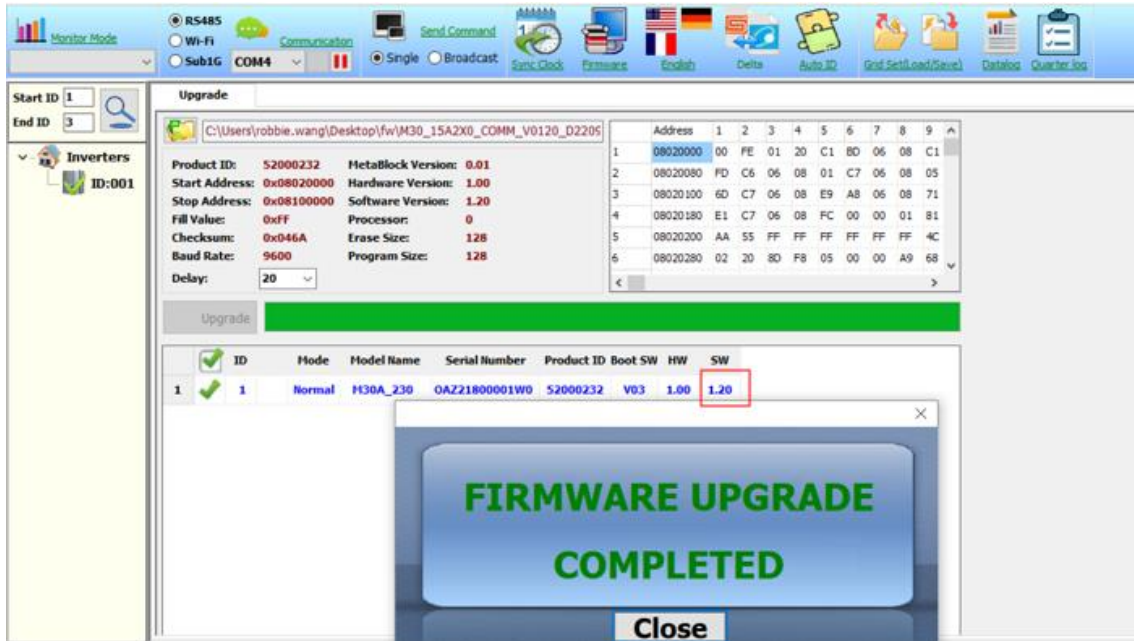 Monitor Mode
RS485
Wi-Fi
Sub1G COM4
Communication
Send Command
Single Broadcast
Sync Clock
Firmware
English
Delta
Auto ID
Grid Set(Load/Save)
Datalog
Quarter log
Start ID 1
End ID 3
Inverters
ID:001
Upgrade
C:\Users\robbie.wang\Desktop\fw\M30_15A2X0_COMM_V0120_D2209
Product ID: 52000232 MetaBlock Version: 0.01
Start Address: 0x08020000 Hardware Version: 1.00
Stop Address: 0x08100000 Software Version: 1.20
Fill Value: 0xFF Processor: 0
Checksum: 0x046A Erase Size: 128
Baud Rate: 9600 Program Size: 128
Delay: 20
Address 1 2 3 4 5 6 7 8 9
1 08020000 00 FE 01 20 C1 BD 06 08 C1
2 08020080 FD C6 06 08 01 C7 06 08 05
3 08020100 6D C7 06 08 E9 A8 06 08 71
4 08020180 E1 C7 06 08 FC 00 00 01 81
5 08020200 AA 55 FF FF FF FF FF FF 4C
6 08020280 02 20 8D F8 05 00 00 A9 68
Upgrade
ID Mode Model Name Serial Number Product ID Boot SW HW SW
1 1 Normal M30A_230 OAZ21800001W0 52000232 V03 1.00 1.20
FIRMWARE UPGRADE
COMPLETED
Close